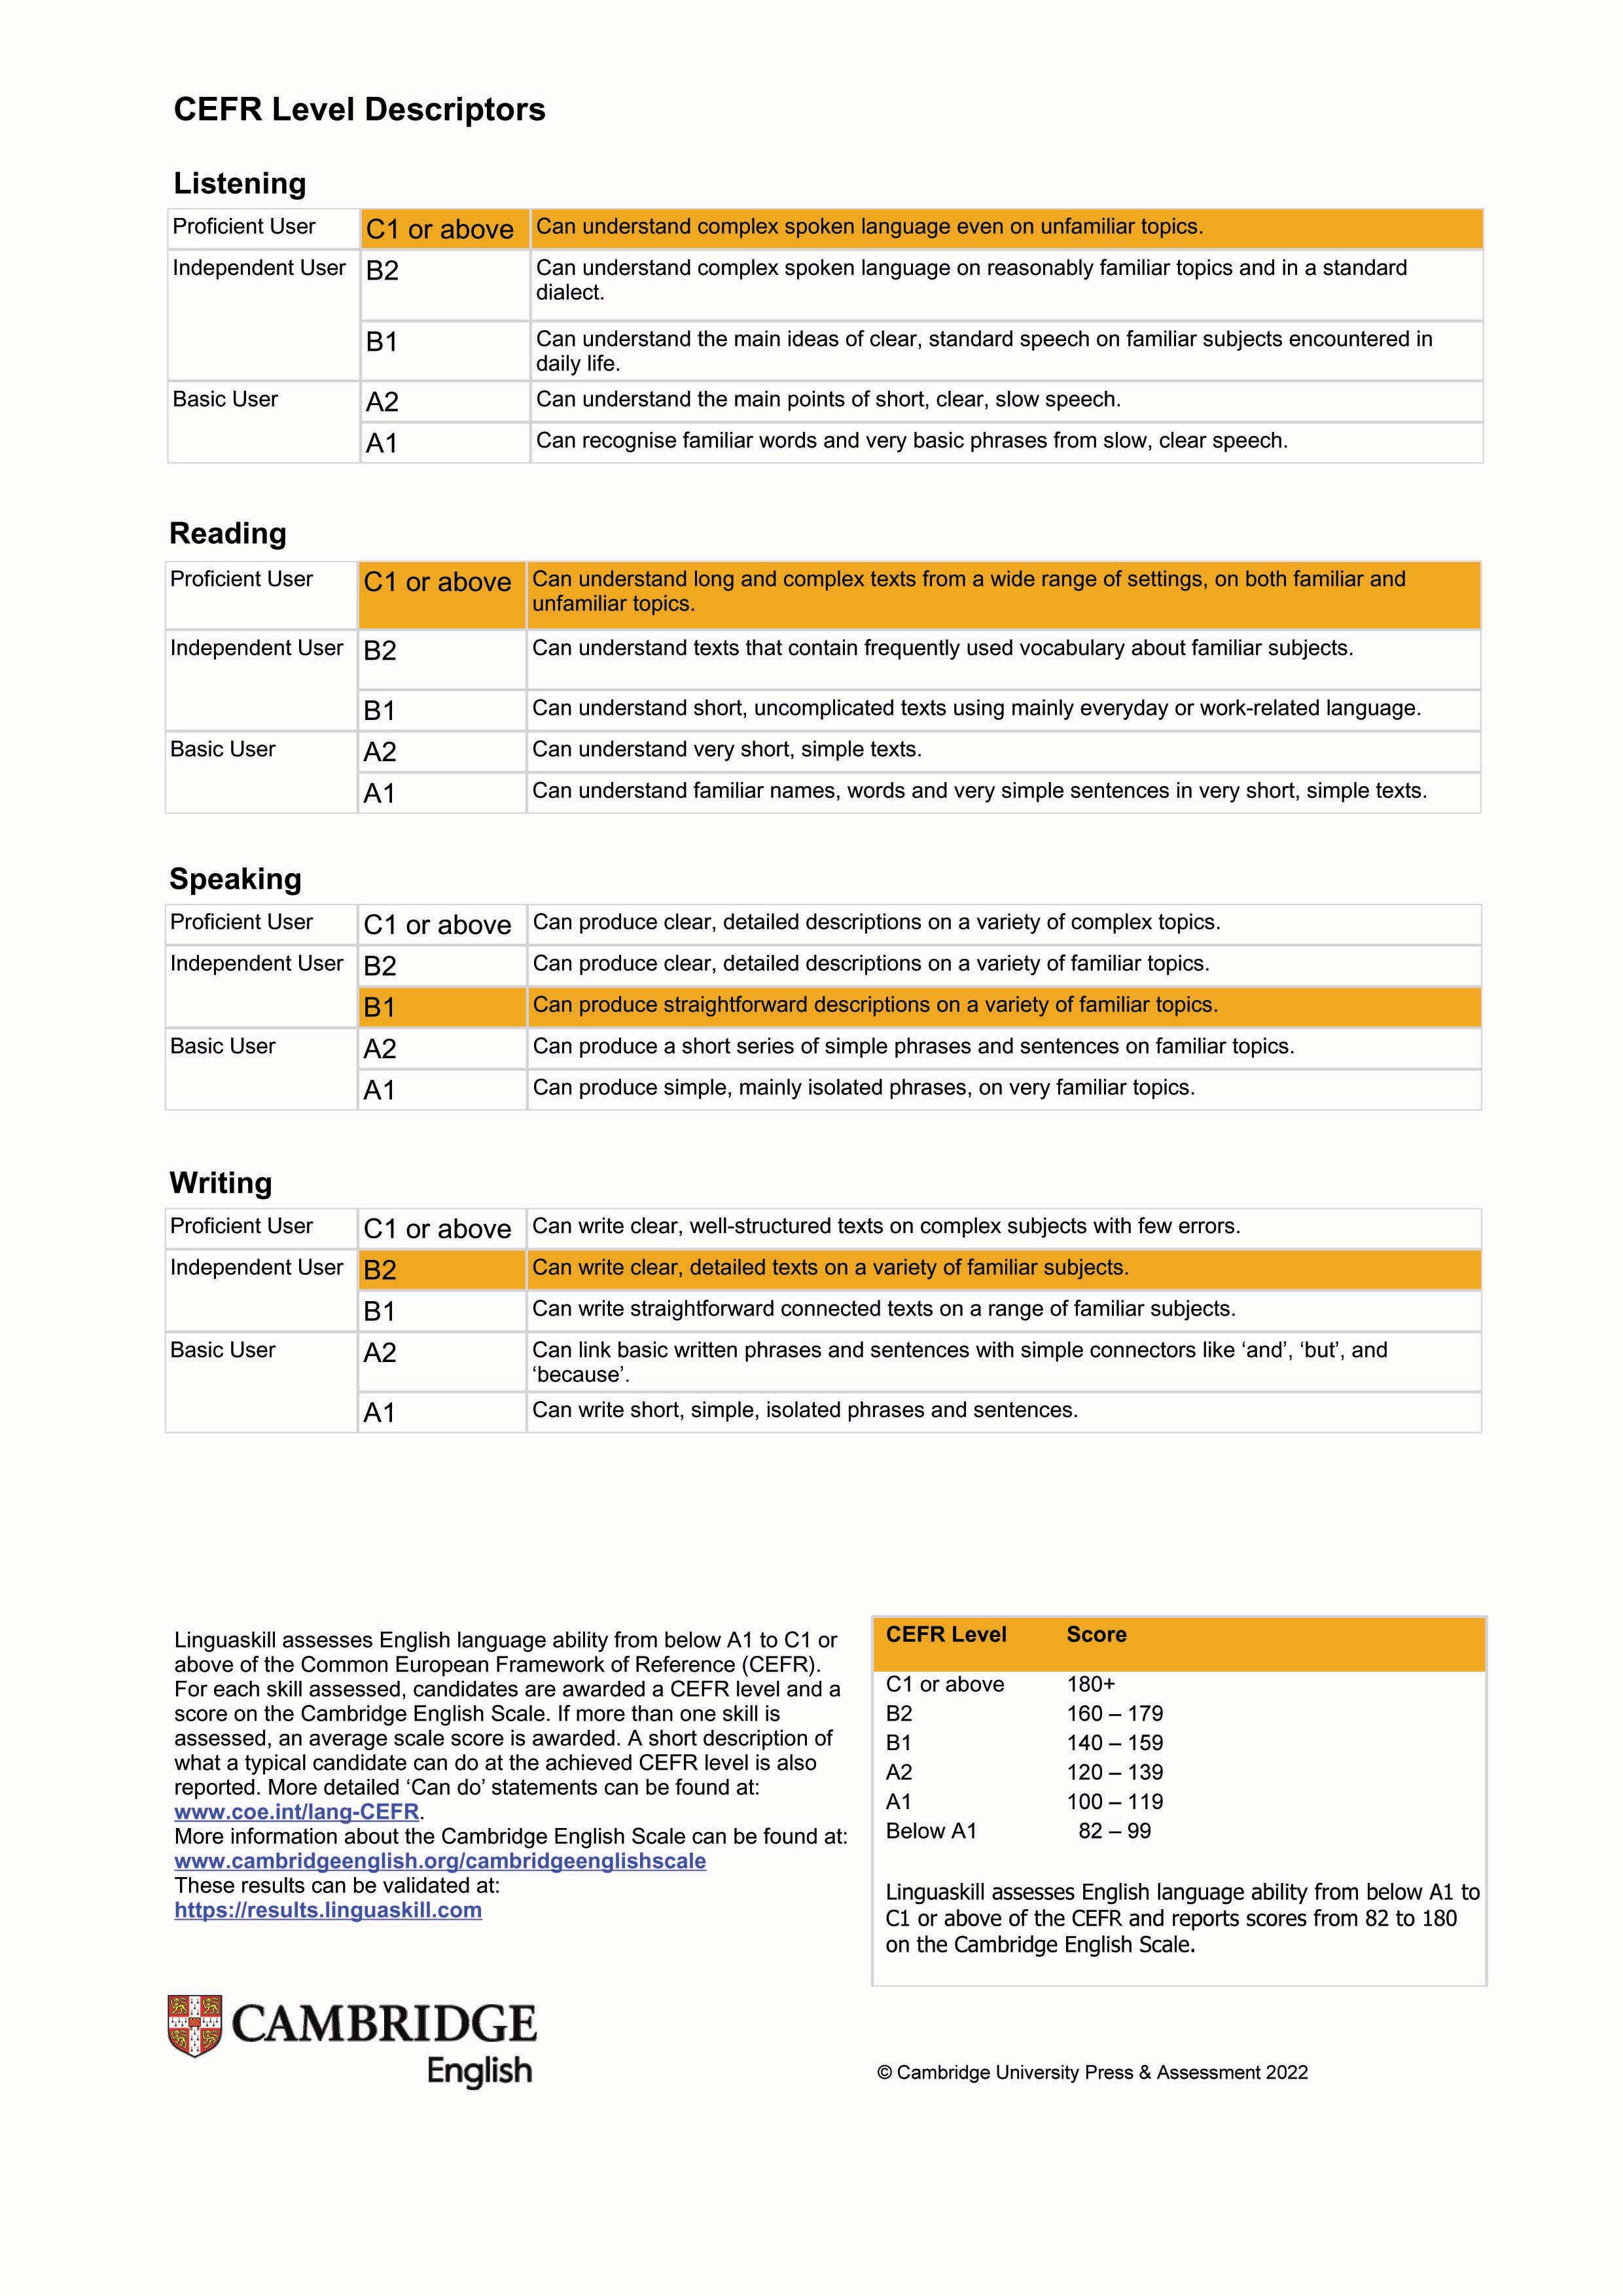 CEFR Level Descriptors
Listening
Proficient User C1 or above Can understand complex spoken language even on unfamiliar topics.
Independent User B2 Can understand complex spoken language on reasonably familiar topics and in a standard
dialect.
B1 Can understand the main ideas of clear, standard speech on familiar subjects encountered in
daily life.
Basic User A2 Can understand the main points of short, clear, slow speech.
A1 Can recognise familiar words and very basic phrases from slow, clear speech.
Reading
Proficient User C1 or above Can understand long and complex texts from a wide range of settings, on both familiar and
unfamiliar topics.
Independent User B2 Can understand texts that contain frequently used vocabulary about familiar subjects.
B1 Can understand short, uncomplicated texts using mainly everyday or work-related language.
Basic User A2 Can understand very short, simple texts.
A1 Can understand familiar names, words and very simple sentences in very short, simple texts.
Speaking
Proficient User C1 or above Can produce clear, detailed descriptions on a variety of complex topics.
Independent User B2 Can produce clear, detailed descriptions on a variety of familiar topics.
B1 Can produce straightforward descriptions on a variety of familiar topics.
Basic User A2 Can produce a short series of simple phrases and sentences on familiar topics.
A1 Can produce simple, mainly isolated phrases, on very familiar topics.
Writing
Proficient User C1 or above Can write clear, well-structured texts on complex subjects with few errors.
Independent User B2 Can write clear, detailed texts on a variety of familiar subjects.
B1 Can write straightforward connected texts on a range of familiar subjects.
Basic User A2 Can link basic written phrases and sentences with simple connectors like ‘and’, ‘but’, and
‘because’.
A1 Can write short, simple, isolated phrases and sentences.
Linguaskill assesses English language ability from below A1 to C1 or
above of the Common European Framework of Reference (CEFR).
For each skill assessed, candidates are awarded a CEFR level and a
score on the Cambridge English Scale. If more than one skill is
assessed, an average scale score is awarded. A short description of
what a typical candidate can do at the achieved CEFR level is also
reported. More detailed ‘Can do’ statements can be found at:
www.coe.int/lang-CEFR.
More information about the Cambridge English Scale can be found at:
www.cambridgeenglish.org/cambridgeenglishscale
These results can be validated at:
https://results.linguaskill.com
CEFR Level Score
C1 or above 180+
B2 160 – 179
B1 140 – 159
A2 120 – 139
A1 100 – 119
Below A1 82 – 99
Linguaskill assesses English language ability from below A1 to
C1 or above of the CEFR and reports scores from 82 to 180
on the Cambridge English Scale.
CAMBRIDGE
English
© Cambridge University Press & Assessment 2022